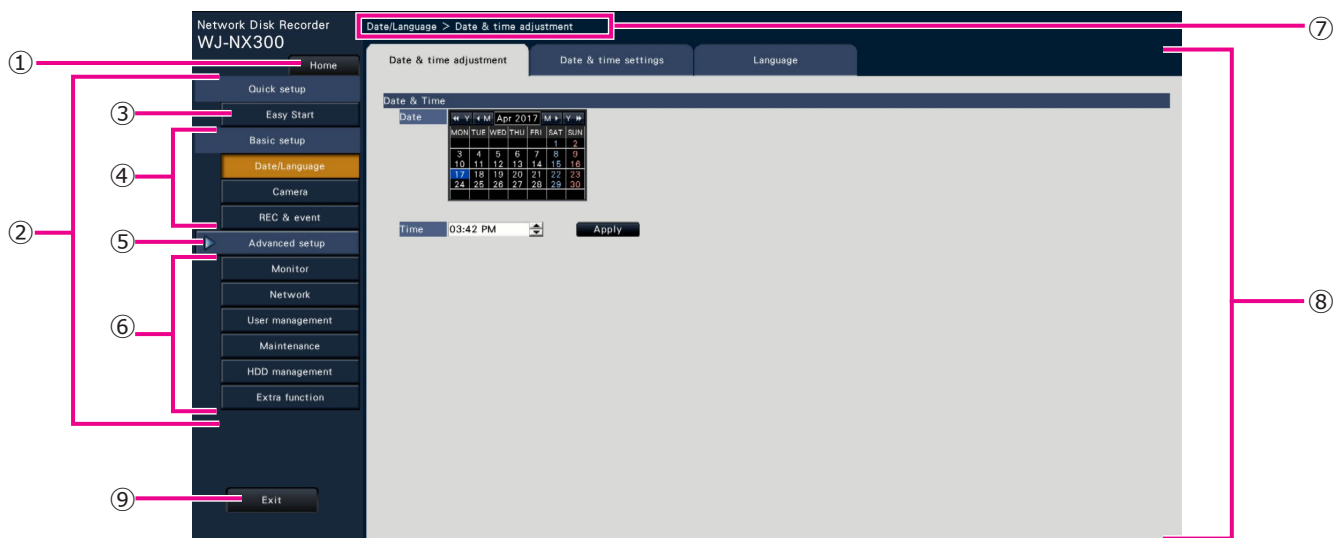 Network Disk Recorder
WJ-NX300
Date/Language > Date & time adjustment
⑦
①
Home
Date & time adjustment
Date & time settings
Language
Quick setup
③
Easy Start
Basic setup
④
Date/Language
Camera
REC & event
②
⑤
Advanced setup
⑥
Monitor
Network
User management
Maintenance
HDD management
Extra function
⑨
Exit
Date & Time
Date
Y M Apr 2017 M Y
MON TUE WED THU FRI SAT SUN
1 2
3 4 5 6 7 8 9
10 11 12 13 14 15 16
17 18 19 20 21 22 23
24 25 26 27 28 29 30
Time 03:42 PM Apply
⑧